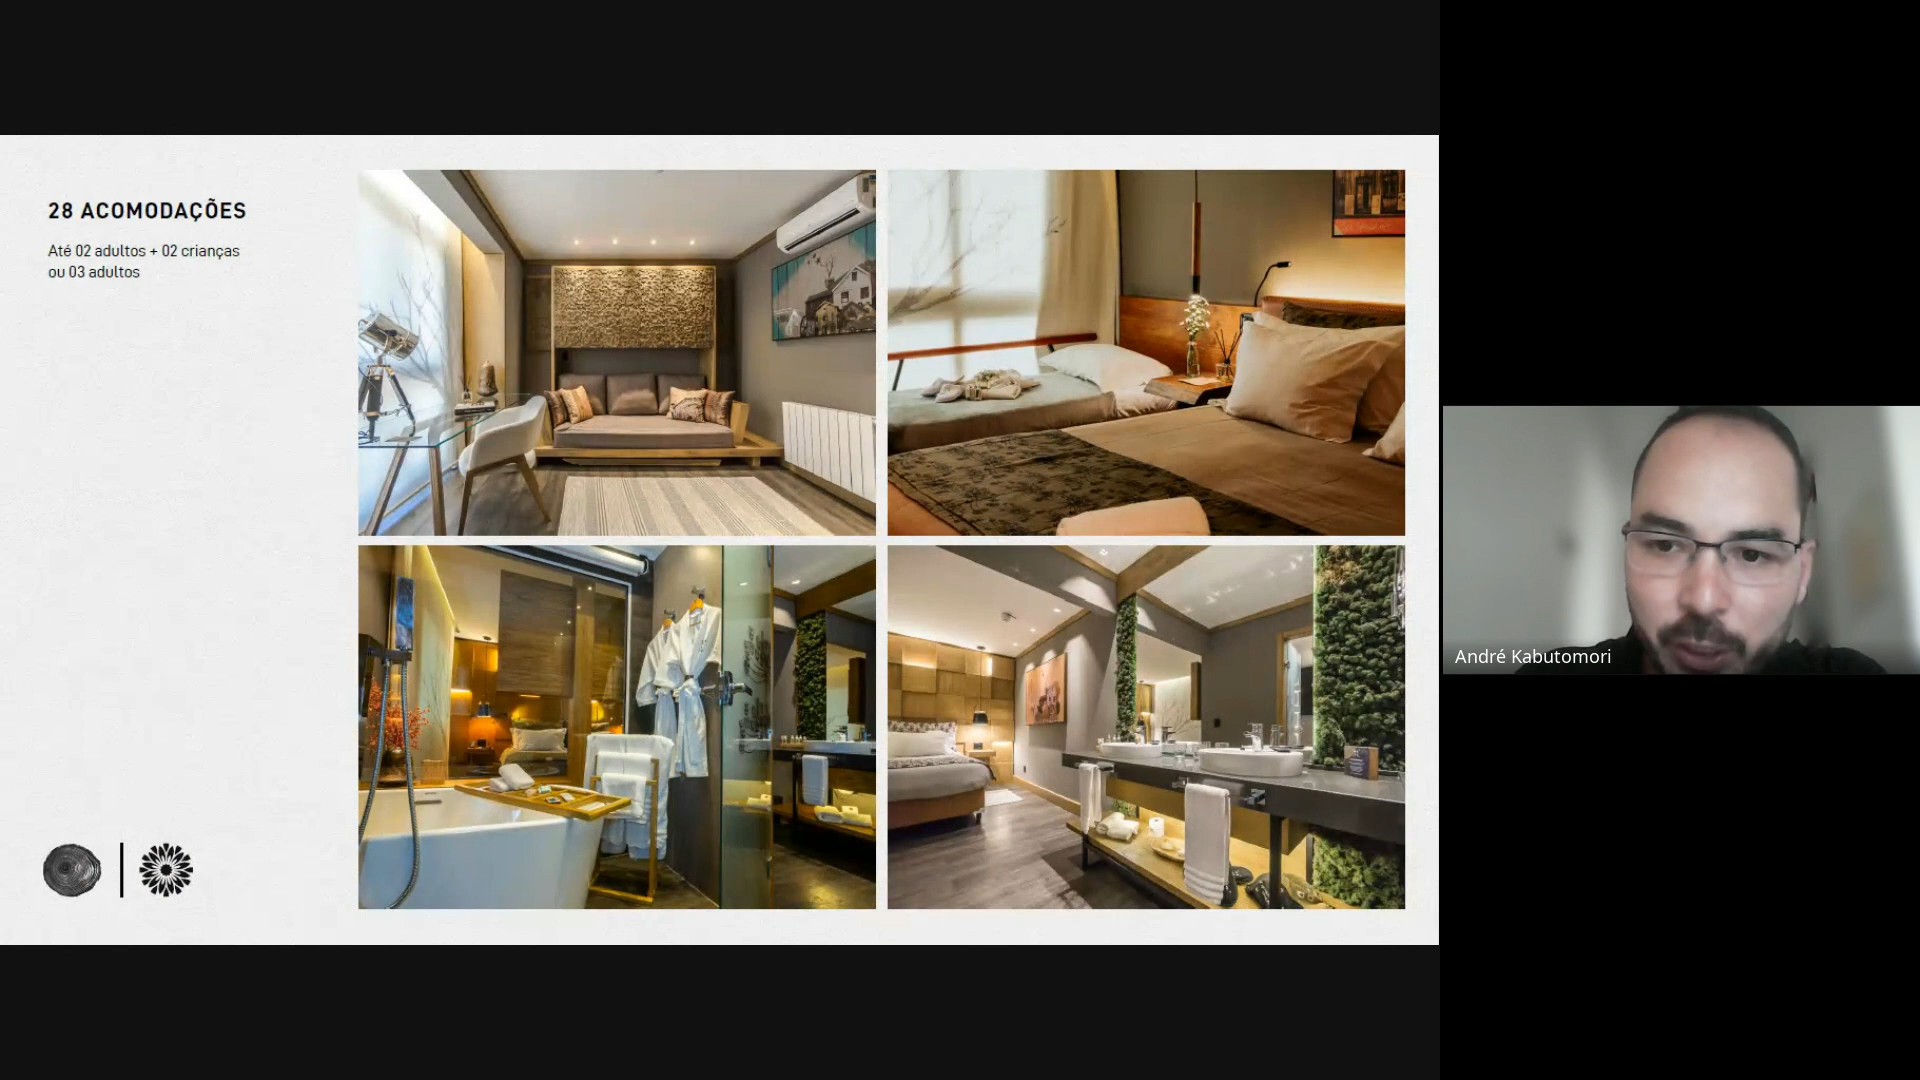 28 ACOMODAÇÕES
Até 02 adultos + 02 crianças
ou 03 adultos
André Kabutomori